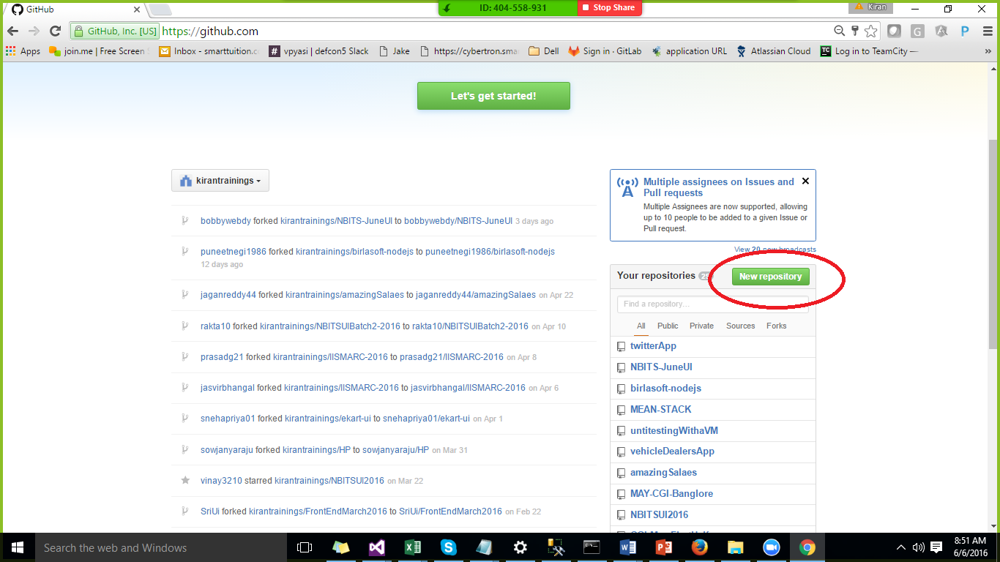 GitHub
ID: 404-558-931
Stop Share
Kiran
GitHub, Inc. [US]
https://github.com
Apps
join.me | Free Screen
Inbox - smarttuition.c
vpyasi | defcon5 Slack
Jake
https://cybertron.sma
Dell
Sign in · GitLab
application URL
Atlassian Cloud
Log in to TeamCity —
»
Let's get started!
kirantrainings
bobbywebdy forked kirantrainings/NBITS-JuneUI to bobbywebdy/NBITS-JuneUI 3 days ago
puneetnegi1986 forked kirantrainings/birlasoft-nodejs to puneetnegi1986/birlasoft-nodejs
12 days ago
jaganreddy44 forked kirantrainings/amazingSalaes to jaganreddy44/amazingSalaes on Apr 22
rakta10 forked kirantrainings/NBITSUIBatch2-2016 to rakta10/NBITSUIBatch2-2016 on Apr 10
prasadg21 forked kirantrainings/IISMARC-2016 to prasadg21/IISMARC-2016 on Apr 8
jasvirbhangal forked kirantrainings/IISMARC-2016 to jasvirbhangal/IISMARC-2016 on Apr 6
snehapriya01 forked kirantrainings/ekart-ui to snehapriya01/ekart-ui on Apr 1
sowjanyaraju forked kirantrainings/HP to sowjanyaraju/HP on Mar 31
vinay3210 starred kirantrainings/NBITSUI2016 on Mar 22
SriUi forked kirantrainings/FrontEndMarch2016 to SriUi/FrontEndMarch2016 on Feb 22
Multiple assignees on Issues and
Pull requests
Multiple Assignees are now supported, allowing
up to 10 people to be added to a given Issue or
Pull request.
View 20 new broadcasts
Your repositories
New repository
Find a repository…
All Public Private Sources Forks
twitterApp
NBITS-JuneUI
birlasoft-nodejs
MEAN-STACK
untitestingWithaVM
vehicleDealersApp
amazingSalaes
MAY-CGI-Banglore
NBITSUI2016
Search the web and Windows
8:51 AM
6/6/2016